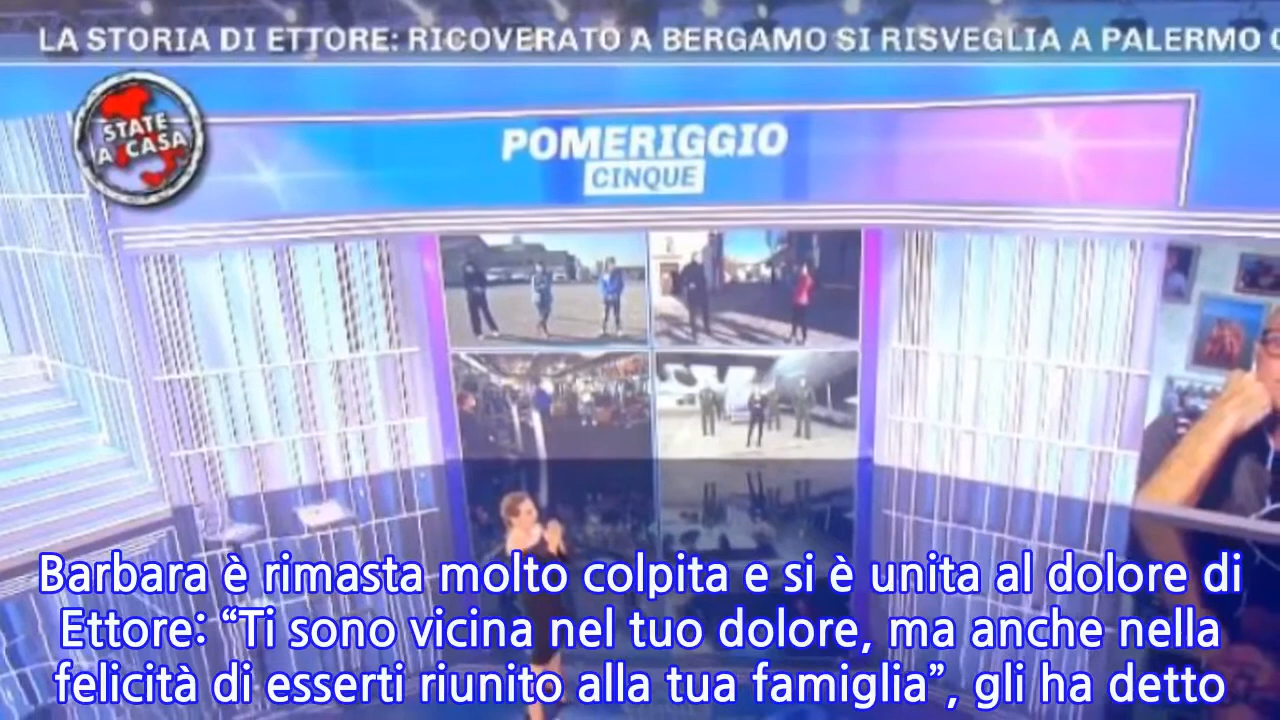 LA STORIA DI ETTORE: RICOVERATO A BERGAMO SI RISVEGLIA A PALERMO
STATE
A CASA
POMERIGGIO
CINQUE
Barbara è rimasta molto colpita e si è unita al dolore di
Ettore: “Ti sono vicina nel tuo dolore, ma anche nella
felicità di esserti riunito alla tua famiglia”, gli ha detto